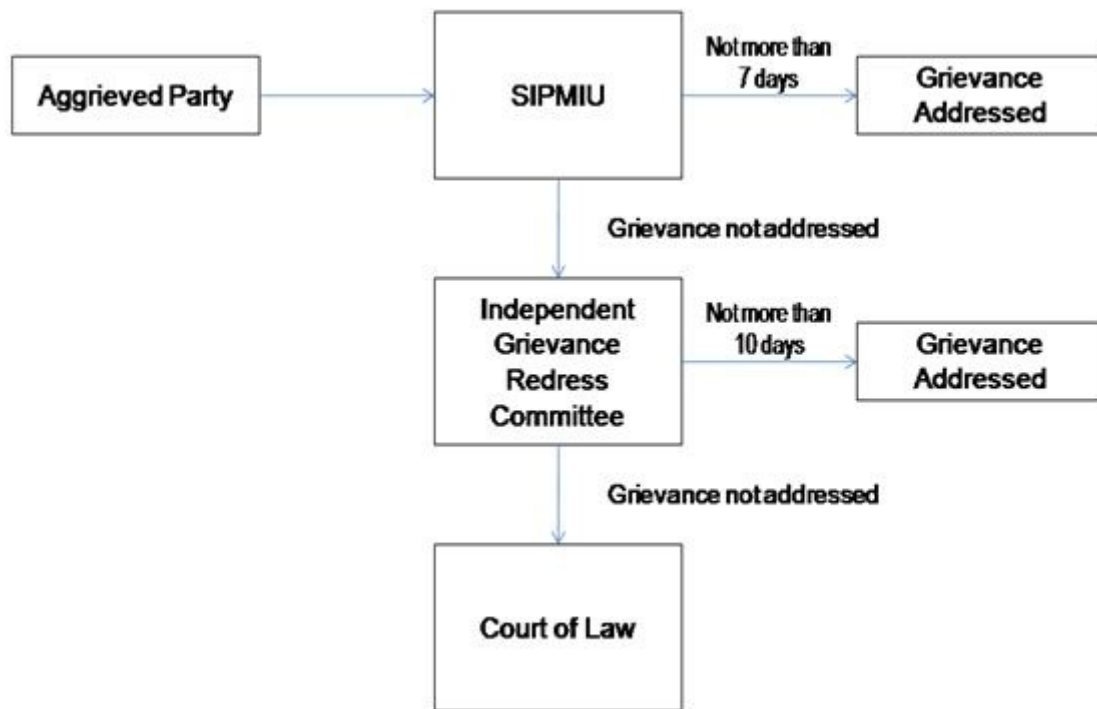 Aggrieved Party
SIPMIU
Not more than
7 days
Grievance
Addressed
Grievance not addressed
Independent
Grievance
Redress
Committee
Not more than
10 days
Grievance
Addressed
Grievance not addressed
Court of Law